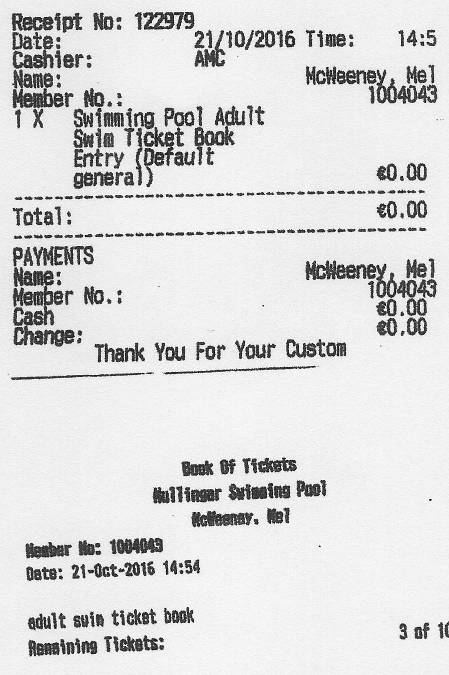 Receipt No: 122979
Date: 21/10/2016 Time: 14:5
Cashier: AMC
Name: McWeeney, Mel
Member No.: 1004043
1 X Swimming Pool Adult
Swim Ticket Book
Entry (Default
general) €0.00
Total: €0.00
PAYMENTS
Name: McWeeney, Mel
Member No.: 1004043
Cash €0.00
Change: €0.00
Thank You For Your Custom
Book Of Tickets
Mullingar Swimming Pool
McWeeney, Mel
Member No: 1004043
Date: 21-Oct-2016 14:54
adult swim ticket book
Remaining Tickets: 3 of 10